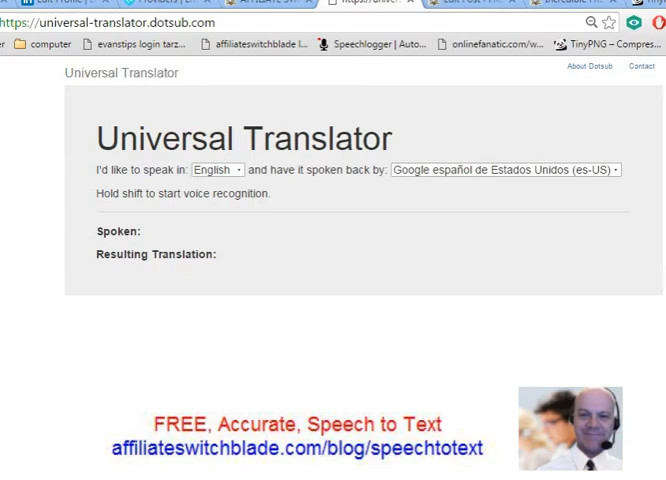 https://universal-translator.dotsub.com
computer evanstips login tarz... affiliateswitchblade l... Speechlogger | Auto... onlinefanatic.com/w... TinyPNG – Compres...
About Dotsub Contact
Universal Translator
Universal Translator
I'd like to speak in: English and have it spoken back by: Google español de Estados Unidos (es-US)
Hold shift to start voice recognition.
Spoken:
Resulting Translation:
FREE, Accurate, Speech to Text
affiliateswitchblade.com/blog/speechtotext